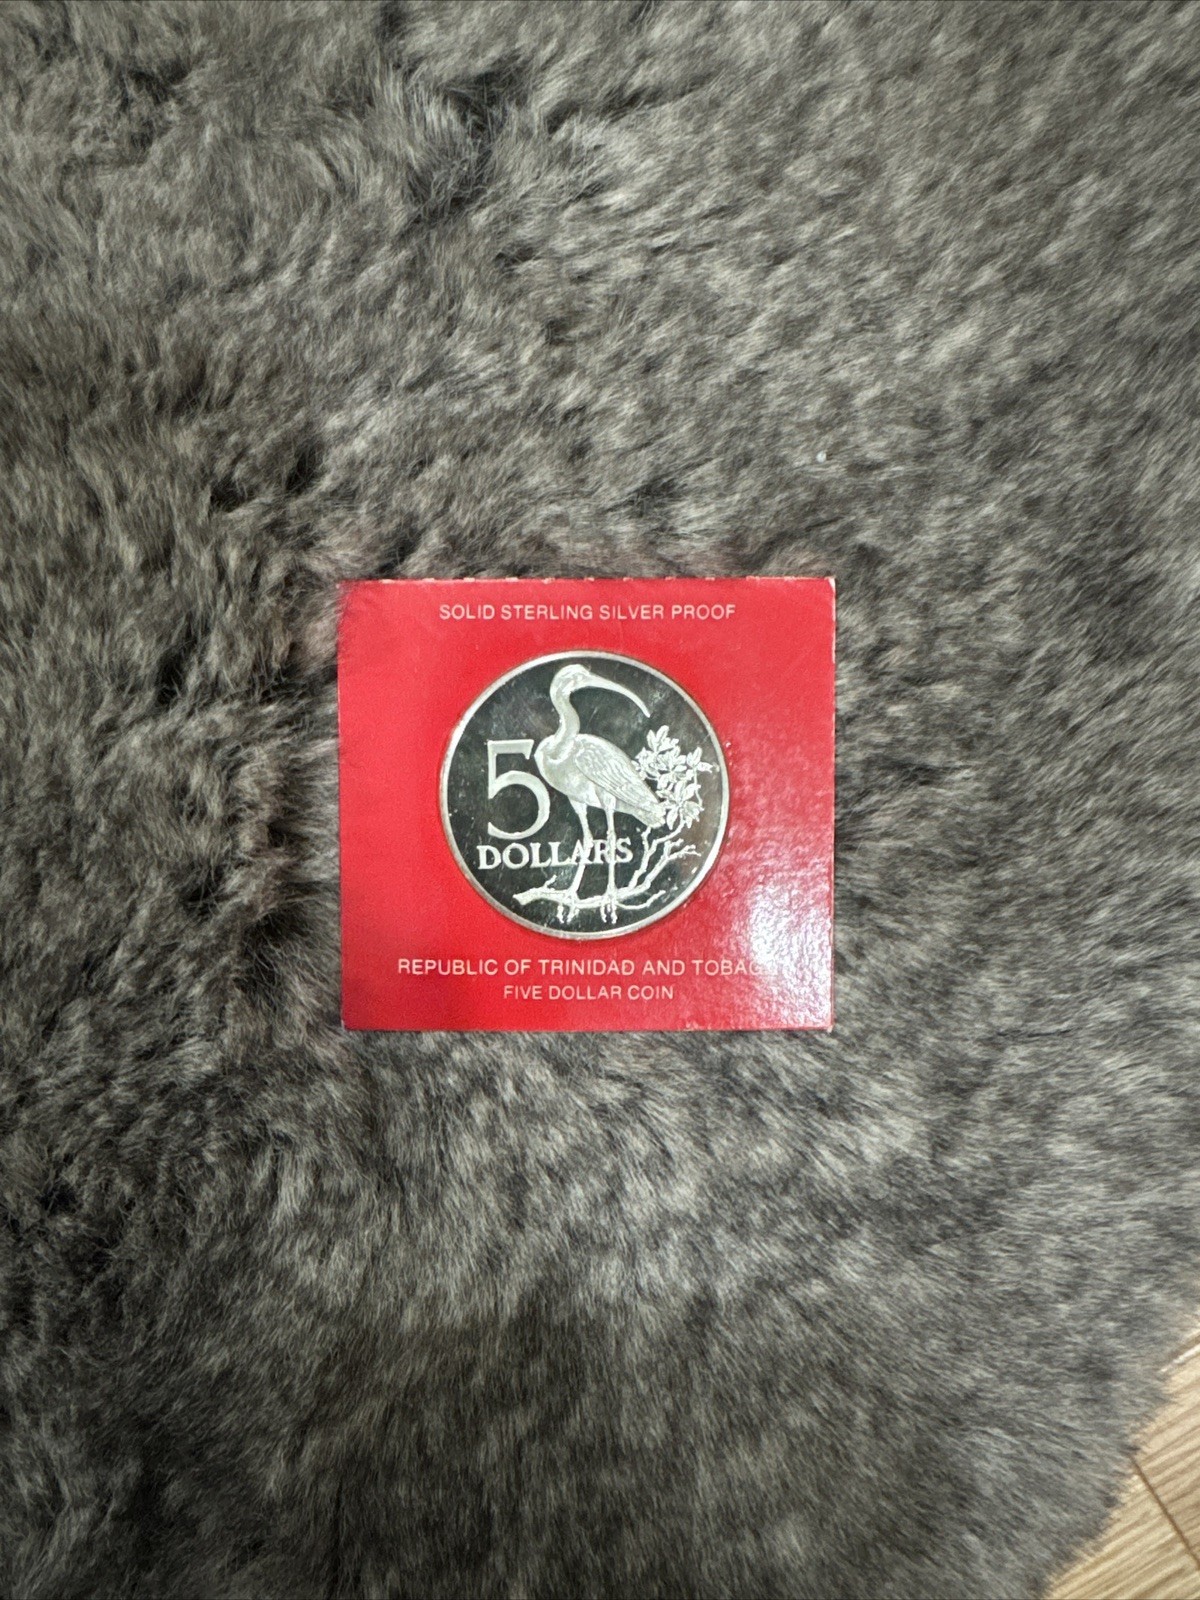 SOLID STERLING SILVER PROOF
5
DOLLARS
REPUBLIC OF TRINIDAD AND TOBAGO
FIVE DOLLAR COIN